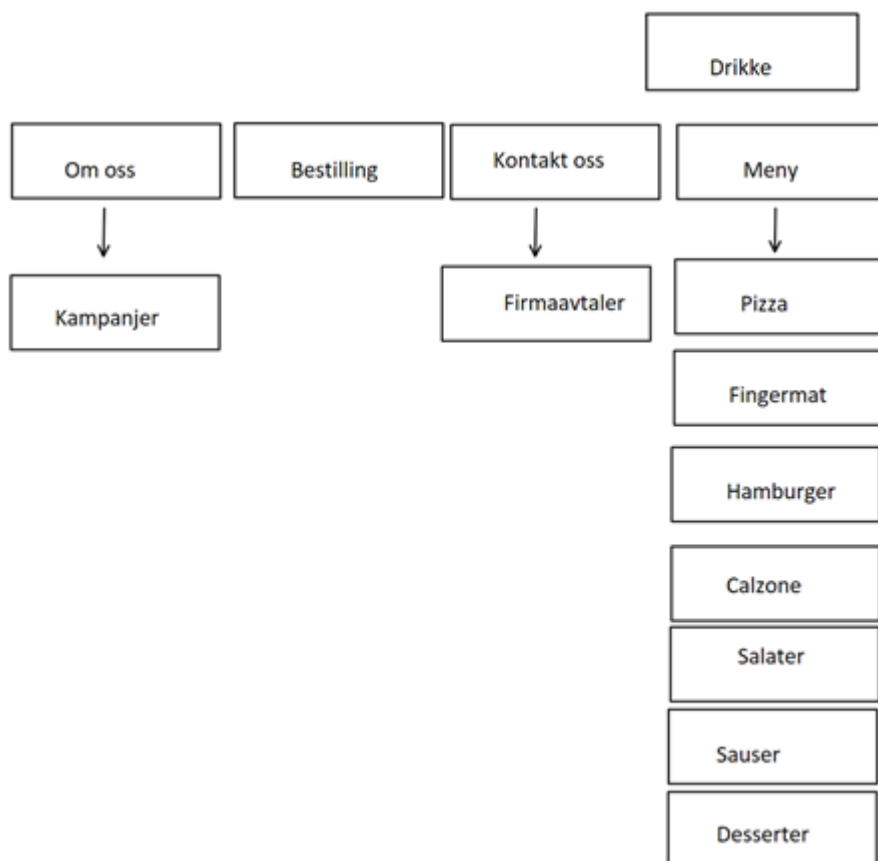 Drikke
Om oss
Bestilling
Kontakt oss
Meny
Kampanjer
Firmaavtaler
Pizza
Fingermat
Hamburger
Calzone
Salater
Sauser
Desserter